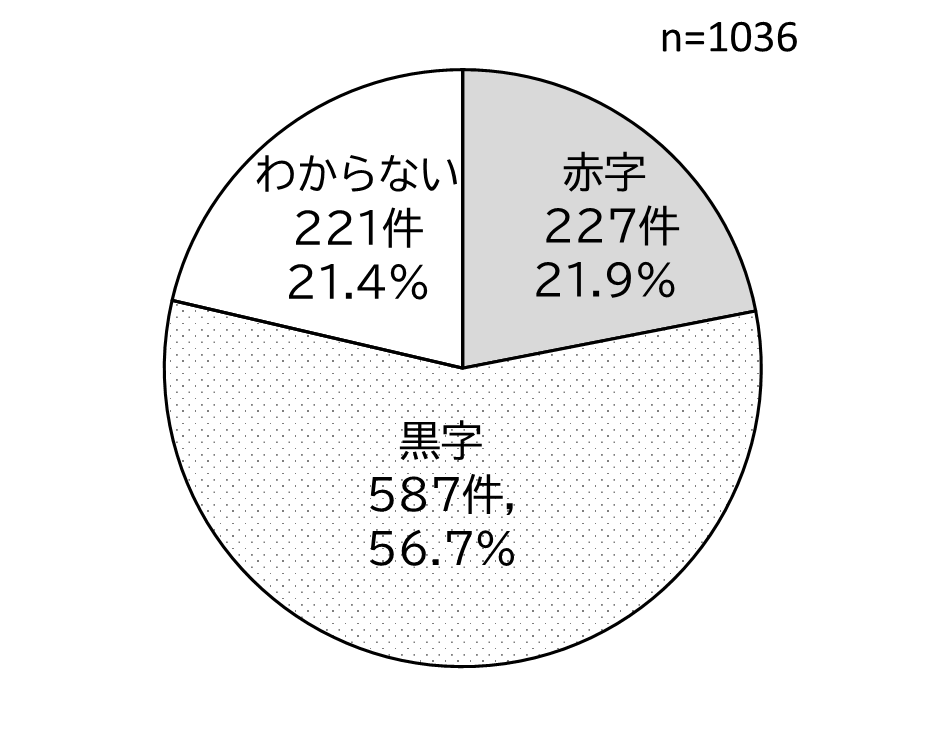 n=1036
わからない
221件
21.4%
赤字
227件
21.9%
黒字
587件,
56.7%